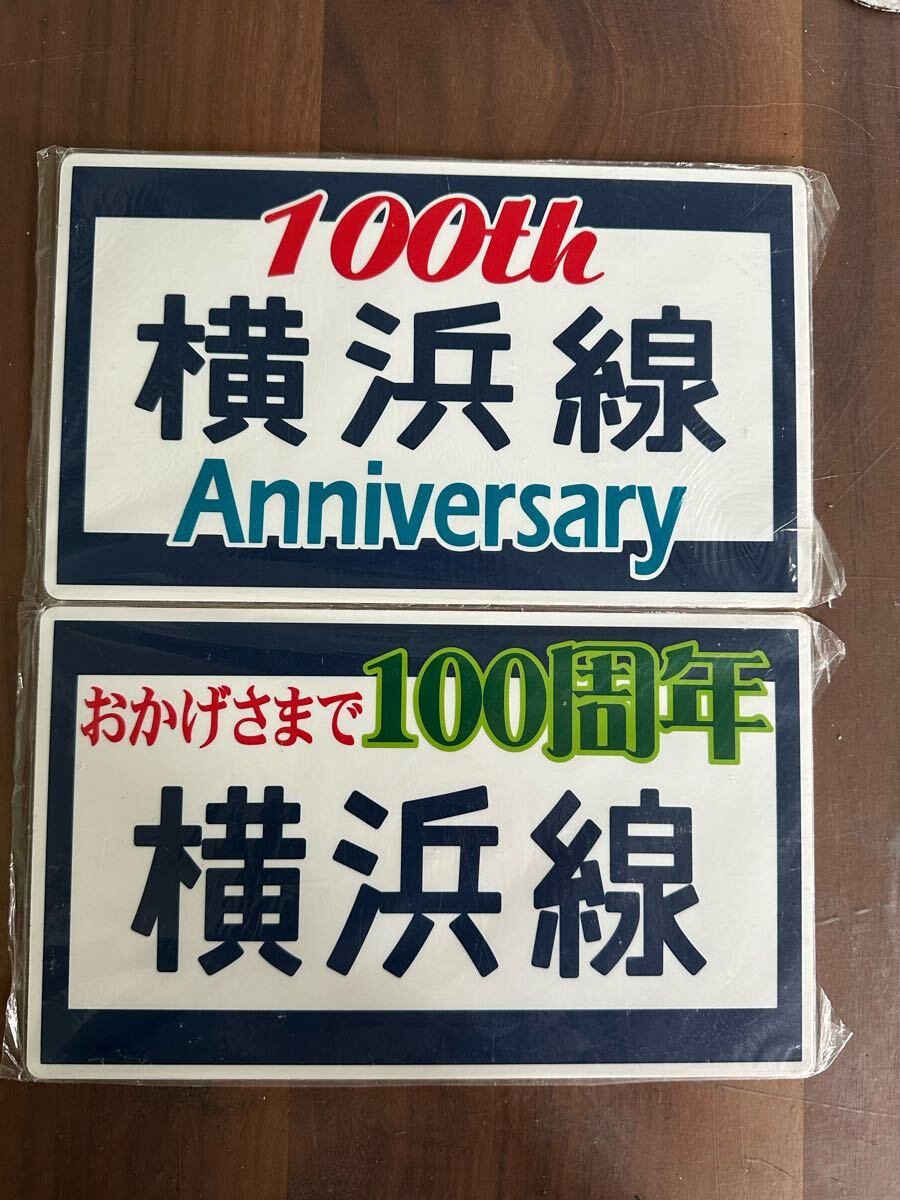 100th
横浜線
Anniversary
おかげさまで100周年
横浜線